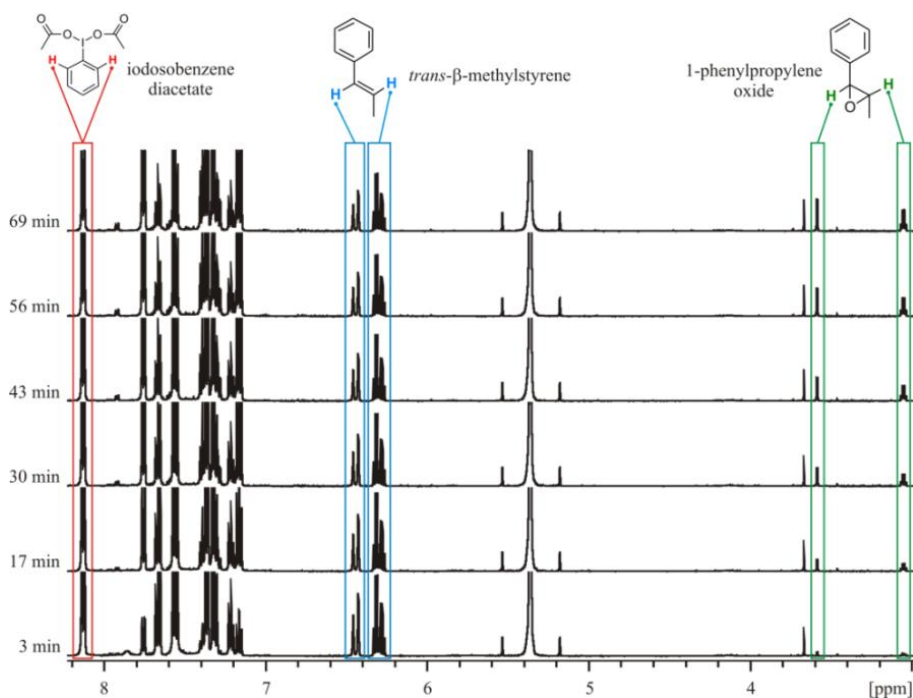 O
O O
O
I
H H
iodosobenzene
diacetate
H
H
trans-β-methylstyrene
1-phenylpropylene
oxide
H
O
H
69 min
56 min
43 min
30 min
17 min
3 min
8 7 6 5 4 [ppm]